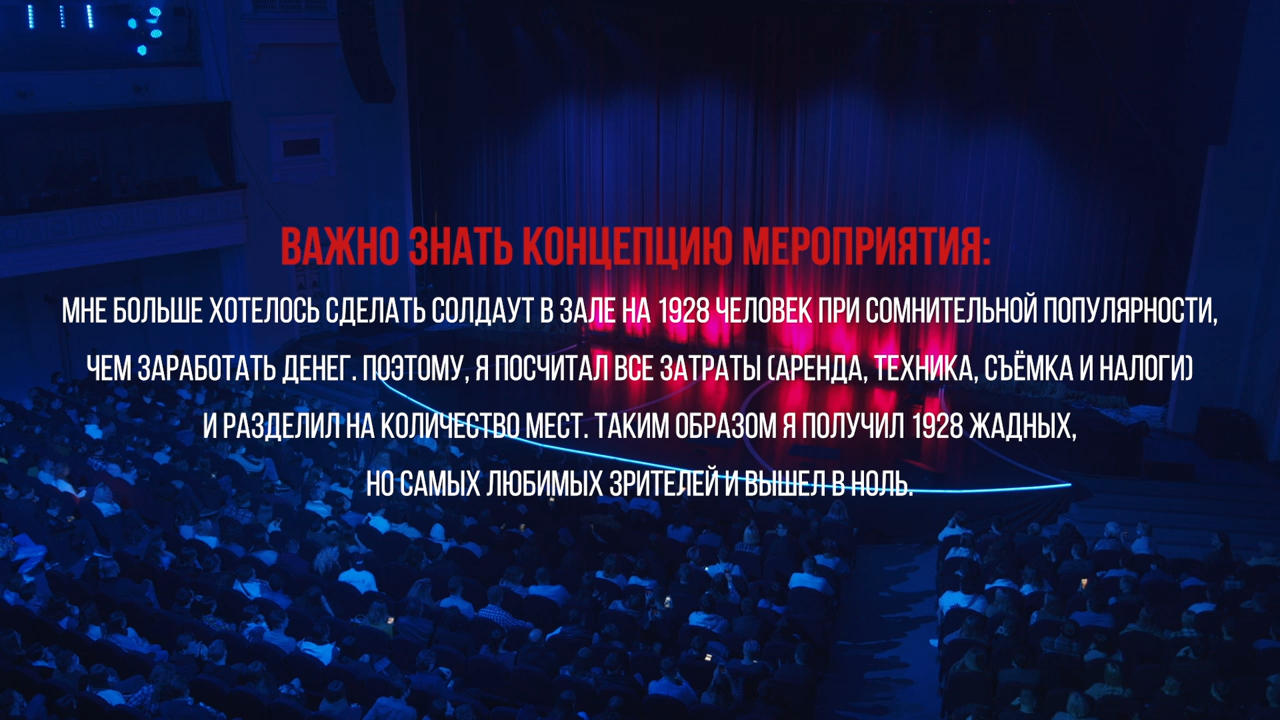 ВАЖНО ЗНАТЬ КОНЦЕПЦИЮ МЕРОПРИЯТИЯ:
МНЕ БОЛЬШЕ ХОТЕЛОСЬ СДЕЛАТЬ СОЛДАУТ В ЗАЛЕ НА 1928 ЧЕЛОВЕК ПРИ СОМНИТЕЛЬНОЙ ПОПУЛЯРНОСТИ,
ЧЕМ ЗАРАБОТАТЬ ДЕНЕГ. ПОЭТОМУ, Я ПОСЧИТАЛ ВСЕ ЗАТРАТЫ (АРЕНДА, ТЕХНИКА, СЪЁМКА И НАЛОГИ)
И РАЗДЕЛИЛ НА КОЛИЧЕСТВО МЕСТ. ТАКИМ ОБРАЗОМ Я ПОЛУЧИЛ 1928 ЖАДНЫХ,
НО САМЫХ ЛЮБИМЫХ ЗРИТЕЛЕЙ И ВЫШЕЛ В НОЛЬ.